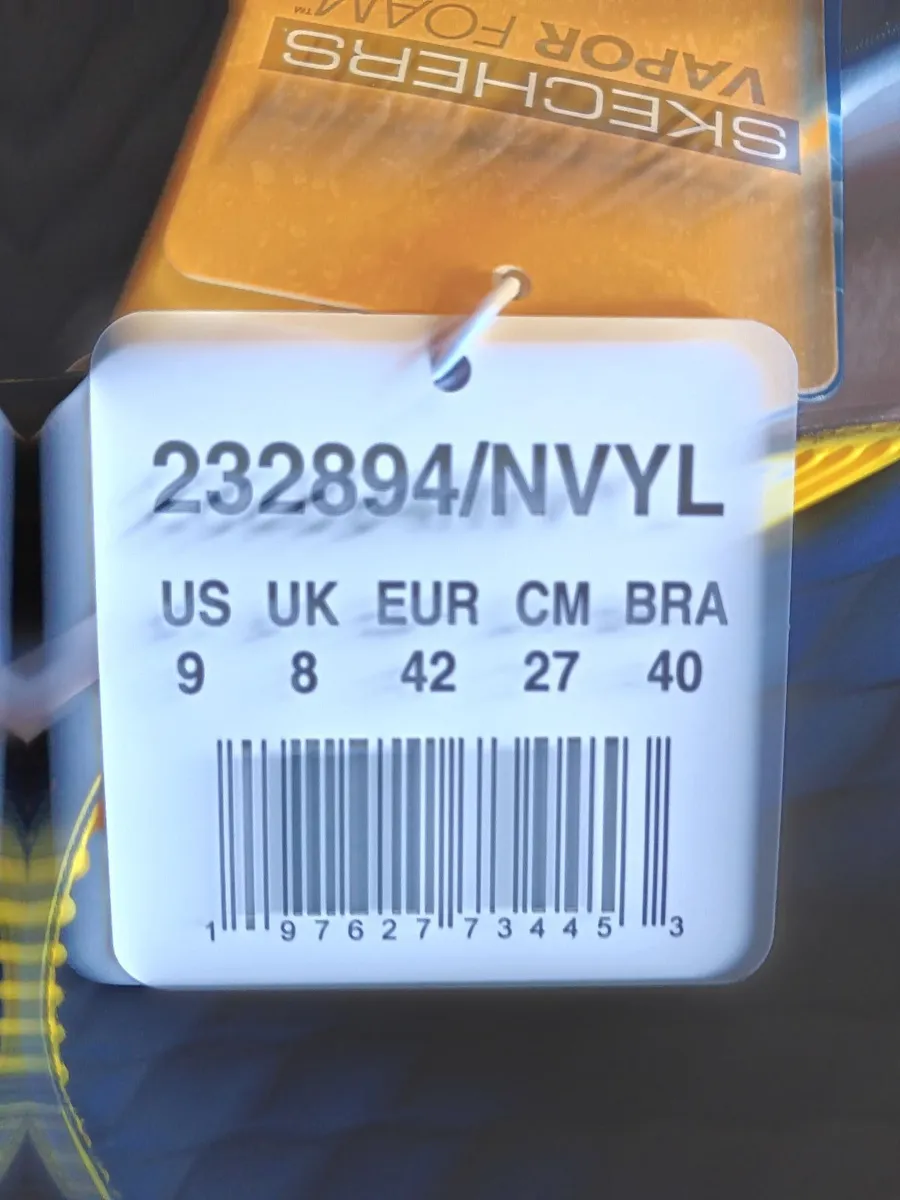 SKECHERS
VAPOR FOAM™
232894/NVYL
US UK EUR CM BRA
9 8 42 27 40
1 97627 73445 3